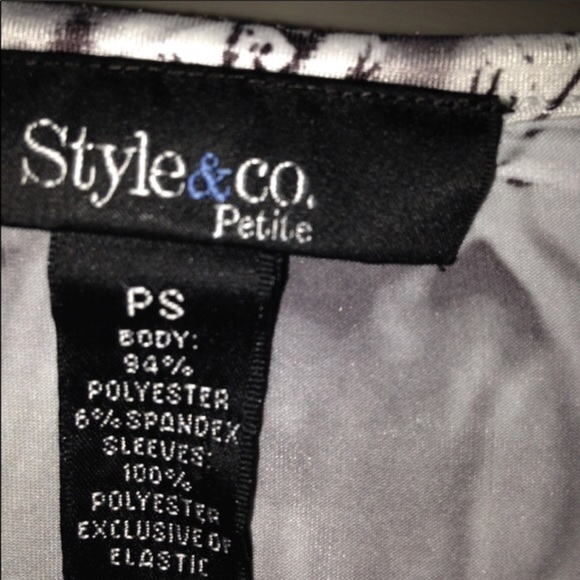 Style&co.
Petite
PS
BODY:
94%
POLYESTER
6% SPANDEX
SLEEVES:
100%
POLYESTER
EXCLUSIVE OF
ELASTIC